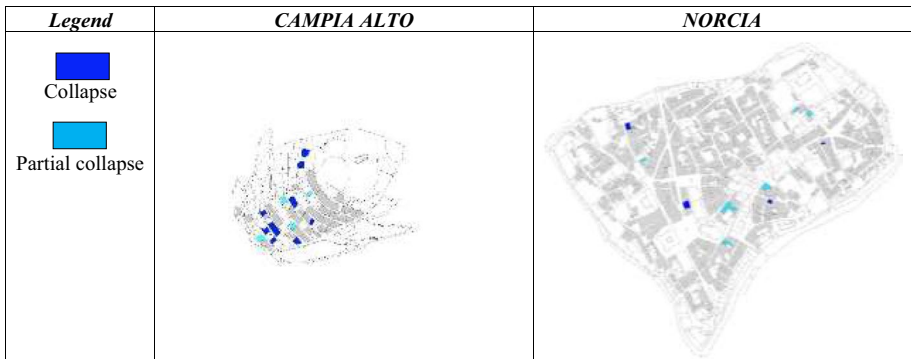 Legend
CAMPIA ALTO
NORCIA
Collapse
Partial collapse